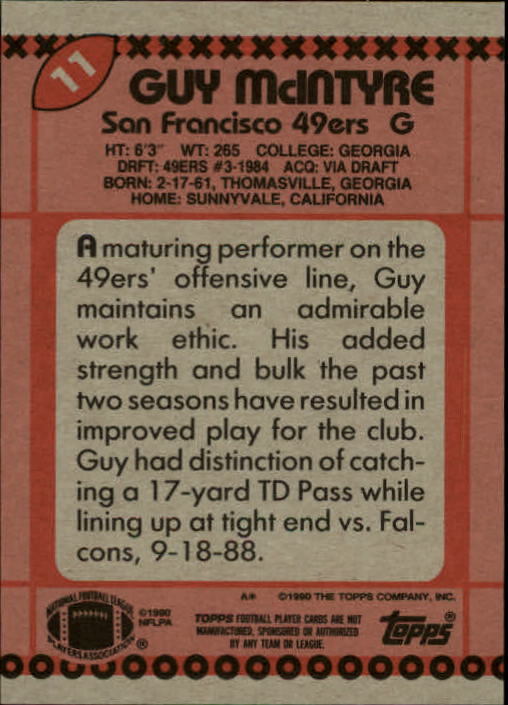 11
GUY McINTYRE
San Francisco 49ers G
HT: 6'3" WT: 265 COLLEGE: GEORGIA
DRFT: 49ERS #3-1984 ACQ: VIA DRAFT
BORN: 2-17-61, THOMASVILLE, GEORGIA
HOME: SUNNYVALE, CALIFORNIA
A maturing performer on the
49ers' offensive line, Guy
maintains an admirable
work ethic. His added
strength and bulk the past
two seasons have resulted in
improved play for the club.
Guy had distinction of catch-
ing a 17-yard TD Pass while
lining up at tight end vs. Fal-
cons, 9-18-88.
A* ©1990 THE TOPPS COMPANY, INC.
NATIONAL FOOTBALL LEAGUE
PLAYERS ASSOCIATION ®
©1990
NFLPA
TOPPS FOOTBALL PLAYER CARDS ARE NOT
MANUFACTURED, SPONSORED OR AUTHORIZED
BY ANY TEAM OR LEAGUE.
topps®